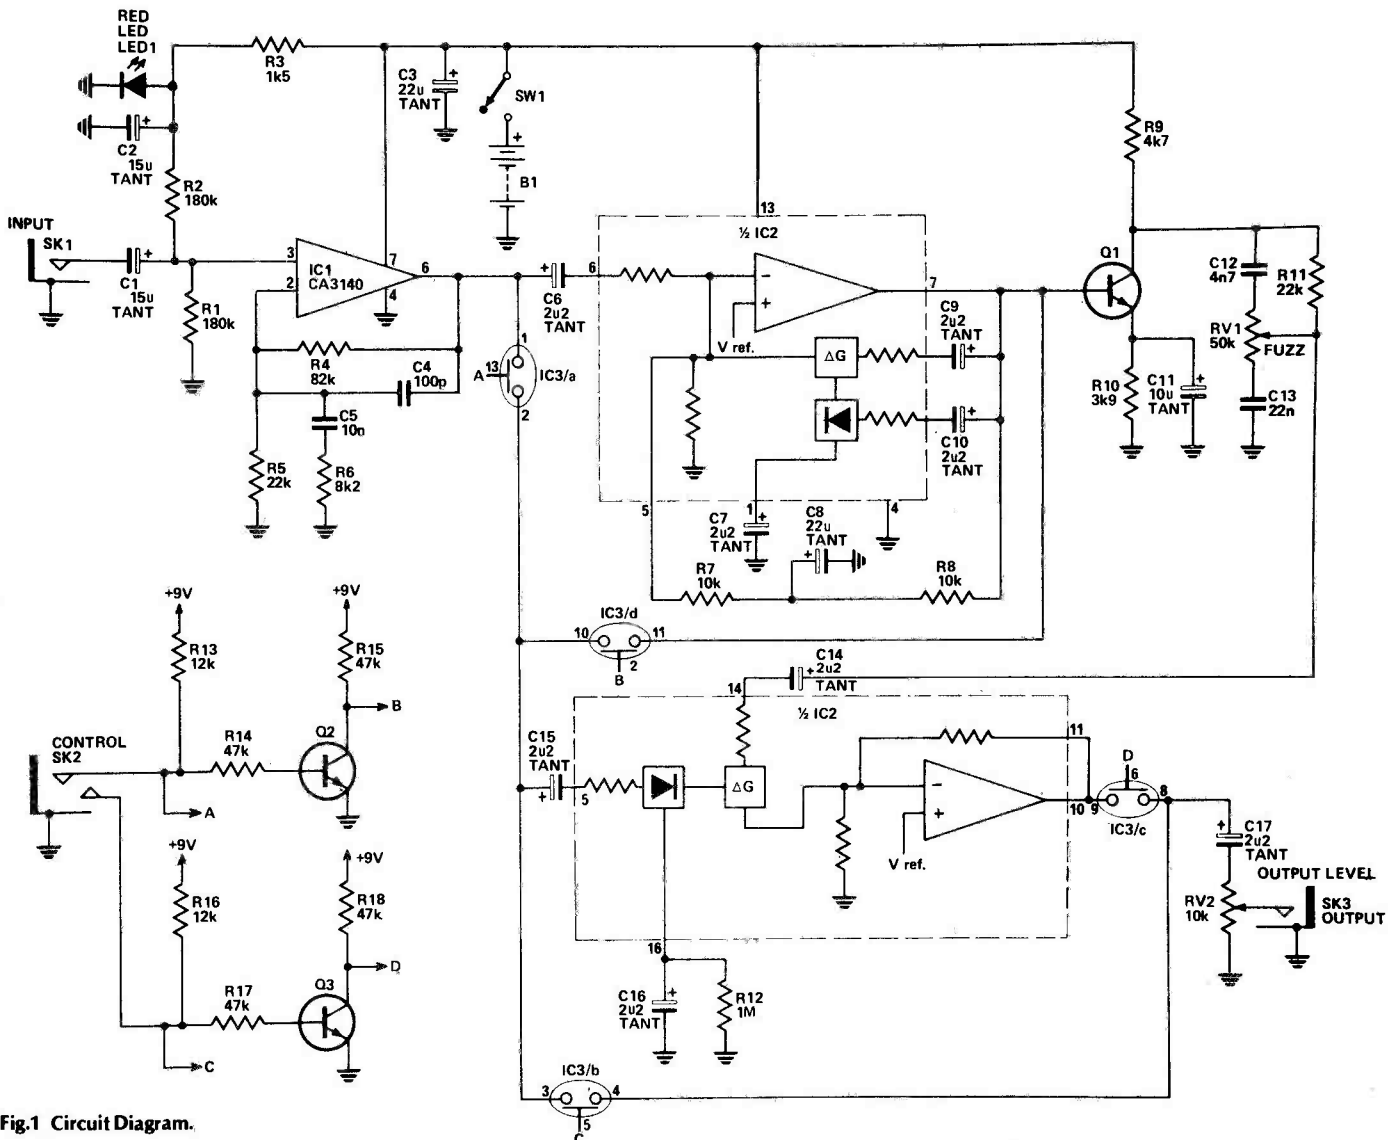 RED
LED
LED1
R3
1k5
C3
22u
TANT
SW1
B1
C2
15u
TANT
R2
180k
R9
4k7
INPUT
SK1
C1
15u
TANT
R1
180k
3
2
IC1
CA3140
7
4
6
C6
2u2
TANT
6
13
½ IC2
−
+
V ref.
7
ΔG
C9
2u2
TANT
C10
2u2
TANT
Q1
C12
4n7
R11
22k
RV1
50k
FUZZ
R10
3k9
C11
10u
TANT
C13
22n
R4
82k
C4
100p
C5
10n
R5
22k
R6
8k2
1
A 13
IC3/a
2
5
1
4
C7
2u2
TANT
C8
22u
TANT
R7
10k
R8
10k
IC3/d
10
11
2
B
+9V
R13
12k
+9V
R15
47k
B
R14
47k
Q2
CONTROL
SK2
A
+9V
R16
12k
+9V
R18
47k
D
R17
47k
Q3
C
C14
2u2
TANT
14
½ IC2
C15
2u2
TANT
5
ΔG
−
+
V ref.
11
10
9
D
6
8
IC3/c
C17
2u2
TANT
OUTPUT LEVEL
RV2
10k
SK3
OUTPUT
16
C16
2u2
TANT
R12
1M
IC3/b
3
4
5
C
Fig.1 Circuit Diagram.